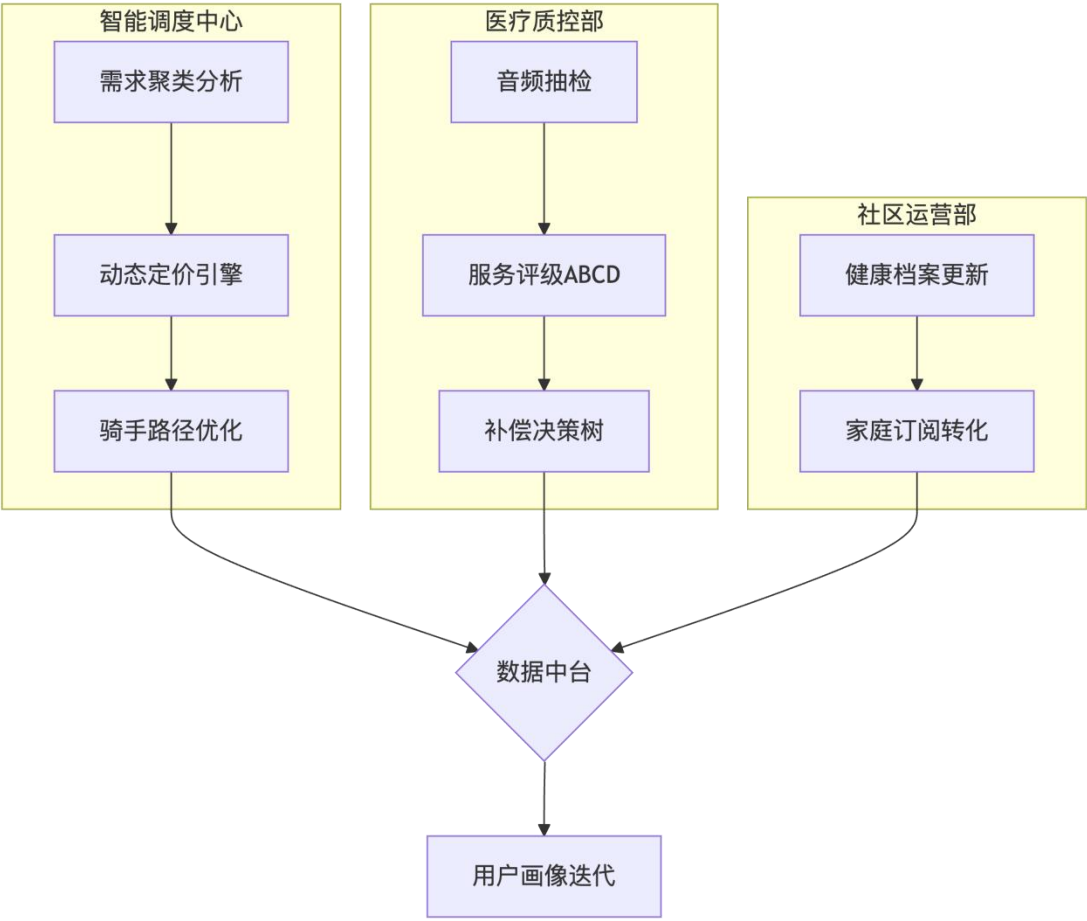 智能调度中心
需求聚类分析
动态定价引擎
骑手路径优化
医疗质控部
音频抽检
服务评级ABCD
补偿决策树
社区运营部
健康档案更新
家庭订阅转化
数据中台
用户画像迭代